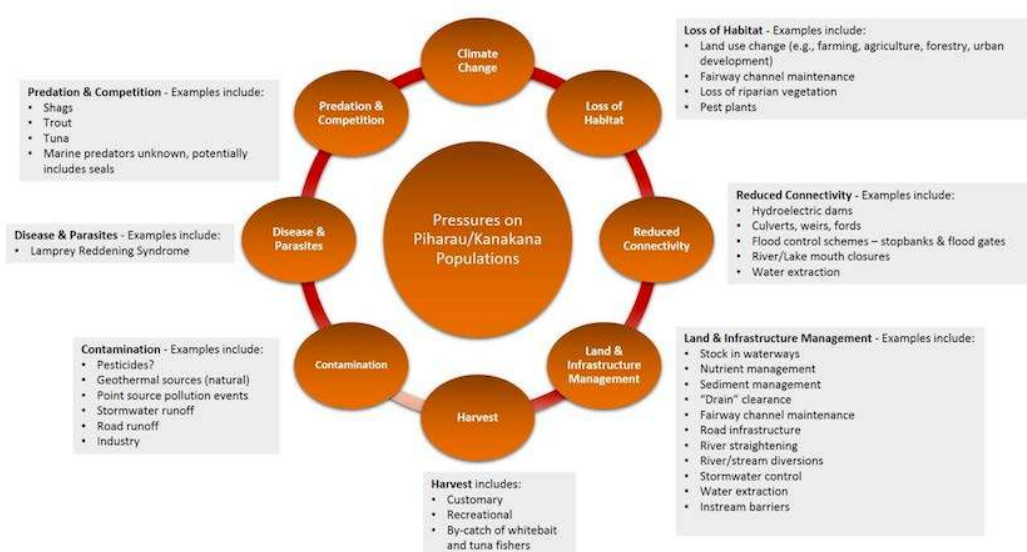 Pressures on
Piharau/Kanakana
Populations
Climate
Change
Loss of
Habitat
Reduced
Connectivity
Land &
Infrastructure
Management
Harvest
Contamination
Disease &
Parasites
Predation &
Competition
Loss of Habitat - Examples include:
• Land use change (e.g., farming, agriculture, forestry, urban
development)
• Fairway channel maintenance
• Loss of riparian vegetation
• Pest plants
Reduced Connectivity - Examples include:
• Hydroelectric dams
• Culverts, weirs, fords
• Flood control schemes – stopbanks & flood gates
• River/Lake mouth closures
• Water extraction
Land & Infrastructure Management - Examples include:
• Stock in waterways
• Nutrient management
• Sediment management
• "Drain" clearance
• Fairway channel maintenance
• Road infrastructure
• River straightening
• River/stream diversions
• Stormwater control
• Water extraction
• Instream barriers
Harvest includes:
• Customary
• Recreational
• By-catch of whitebait
and tuna fishers
Contamination - Examples include:
• Pesticides?
• Geothermal sources (natural)
• Point source pollution events
• Stormwater runoff
• Road runoff
• Industry
Disease & Parasites - Examples include:
• Lamprey Reddening Syndrome
Predation & Competition - Examples include:
• Shags
• Trout
• Tuna
• Marine predators unknown, potentially
includes seals